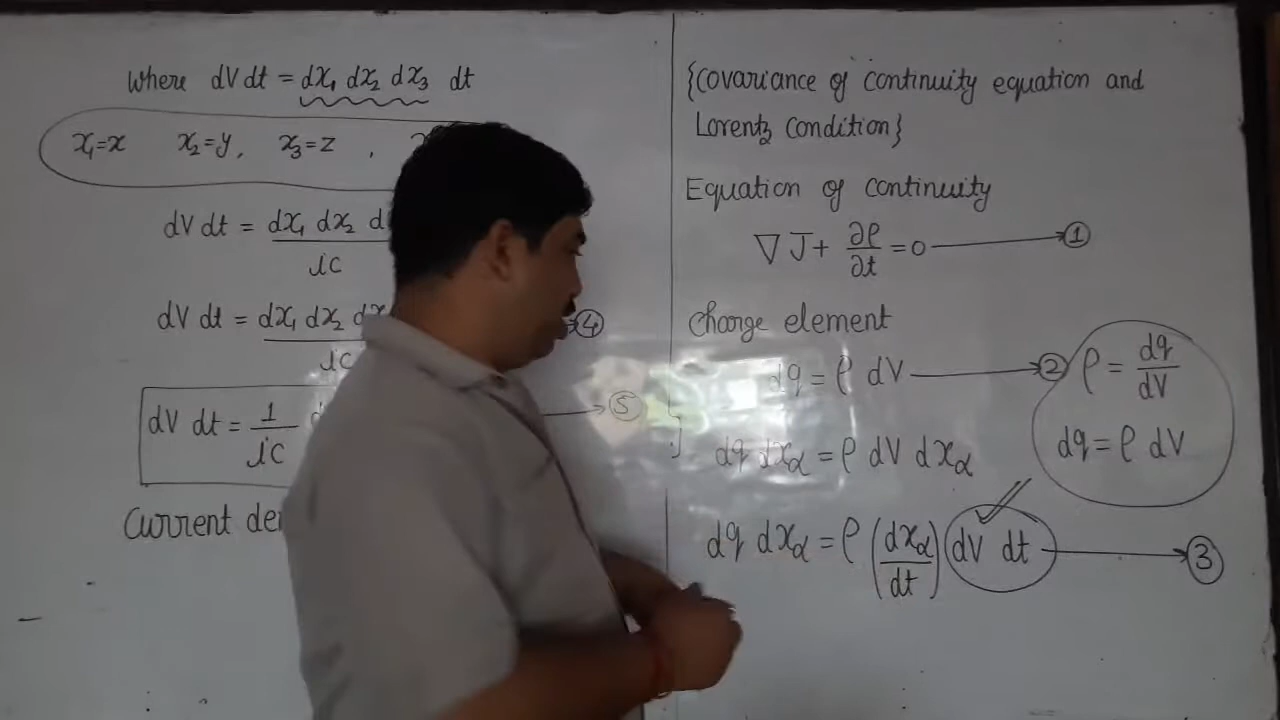 where dV dt = dx₁ dx₂ dx₃ dt
x₁=x x₂=y, x₃=z ,
dV dt = dx₁ dx₂ d
ic
dV dt = dx₁ dx₂ dx
ic
④
dV dt = 1
ic
⑤
Current de
{Covariance of Continuity equation and
Lorentz Condition}
Equation of Continuity
∇ J + ∂ρ/∂t = 0 ①
Charge element
dq = ρ dV ②
ρ = dq/dV
dq = ρ dV
dq dxα = ρ dV dxα
dq dxα = ρ (dxα/dt) dV dt ③